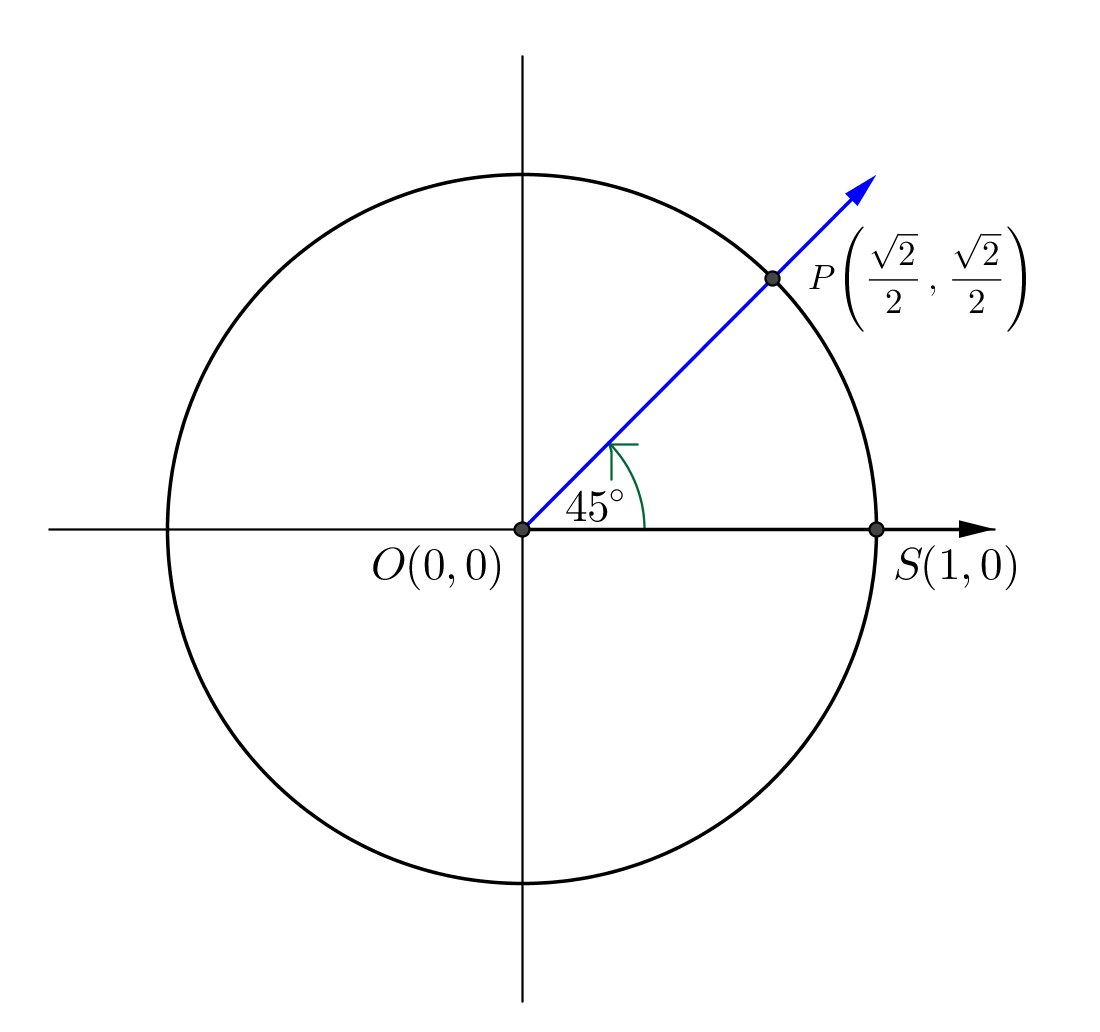 P(√2/2, √2/2)
45°
O(0, 0)
S(1, 0)